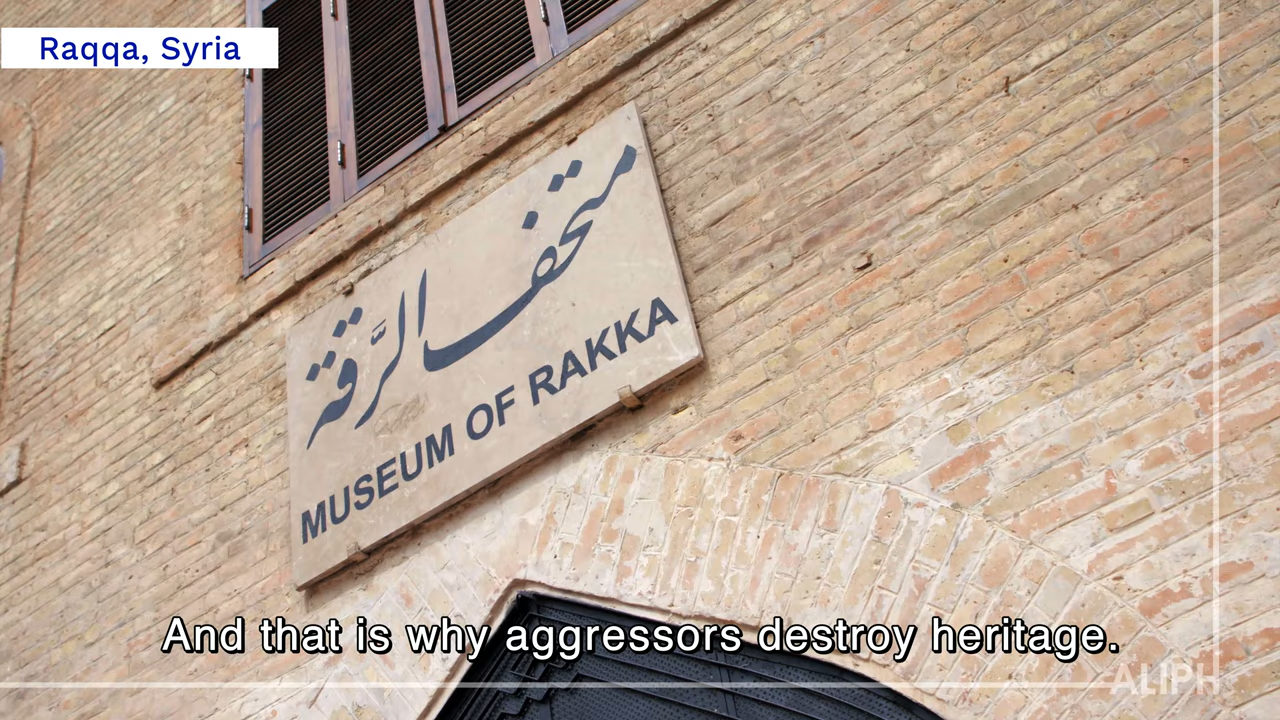 Raqqa, Syria
متحف الرَّقة
MUSEUM OF RAKKA
And that is why aggressors destroy heritage.
ALIPH